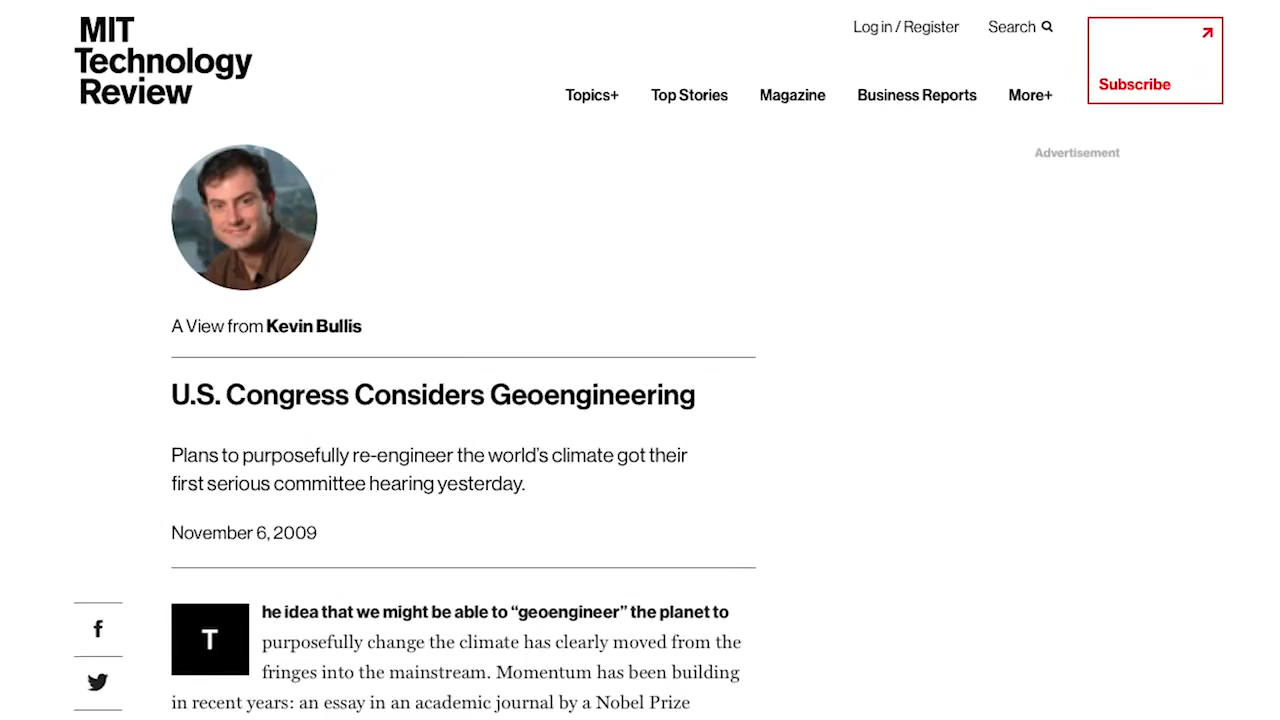 MIT
Technology
Review
Log in / Register
Search
Subscribe
Topics+
Top Stories
Magazine
Business Reports
More+
Advertisement
A View from Kevin Bullis
U.S. Congress Considers Geoengineering
Plans to purposefully re-engineer the world’s climate got their
first serious committee hearing yesterday.
November 6, 2009
The idea that we might be able to “geoengineer” the planet to
purposefully change the climate has clearly moved from the
fringes into the mainstream. Momentum has been building
in recent years: an essay in an academic journal by a Nobel Prize